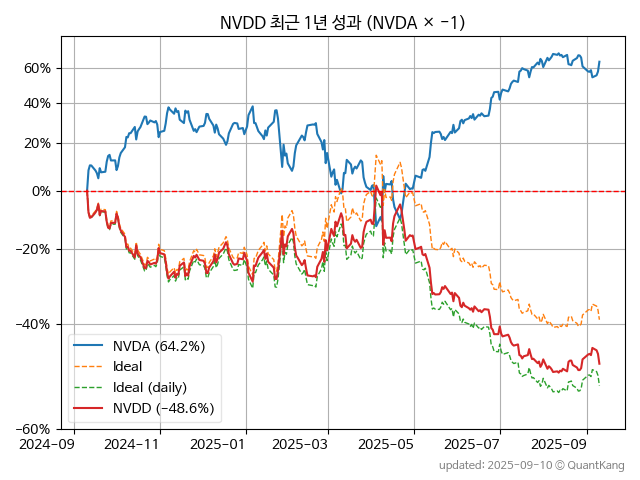 NVDD 최근 1년 성과 (NVDA × −1)
60%
40%
20%
0%
−20%
−40%
−60%
NVDA (64.2%)
Ideal
Ideal (daily)
NVDD (−48.6%)
2024-09
2024-11
2025-01
2025-03
2025-05
2025-07
2025-09
updated: 2025-09-10 © QuantKang